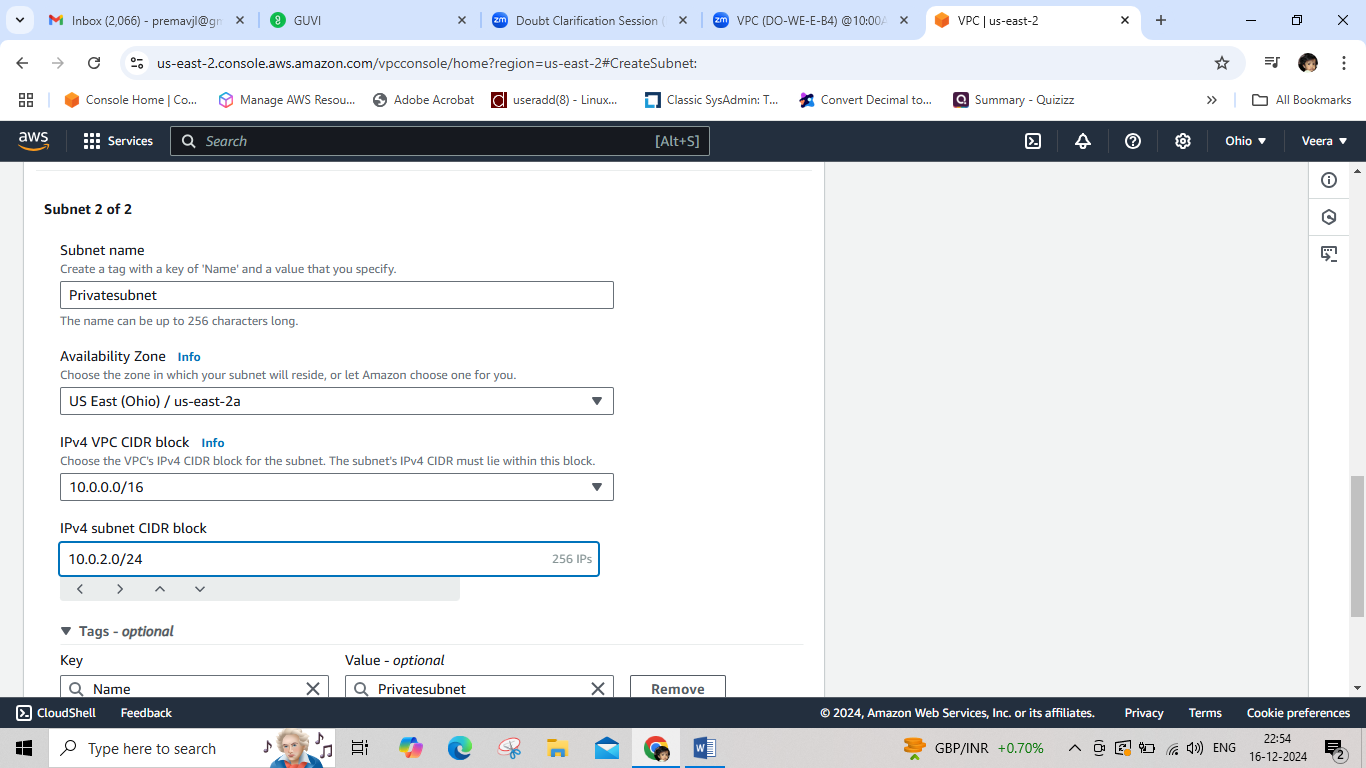 Inbox (2,066) - premavjl@gm
GUVI
Doubt Clarification Session (
VPC (DO-WE-E-B4) @10:00A
VPC | us-east-2
us-east-2.console.aws.amazon.com/vpcconsole/home?region=us-east-2#CreateSubnet:
Console Home | Co...
Manage AWS Resou...
Adobe Acrobat
useradd(8) - Linux...
Classic SysAdmin: T...
Convert Decimal to...
Summary - Quizizz
All Bookmarks
aws
Services
Search
[Alt+S]
Ohio
Veera
Subnet 2 of 2
Subnet name
Create a tag with a key of 'Name' and a value that you specify.
Privatesubnet
The name can be up to 256 characters long.
Availability Zone Info
Choose the zone in which your subnet will reside, or let Amazon choose one for you.
US East (Ohio) / us-east-2a
IPv4 VPC CIDR block Info
Choose the VPC's IPv4 CIDR block for the subnet. The subnet's IPv4 CIDR must lie within this block.
10.0.0.0/16
IPv4 subnet CIDR block
10.0.2.0/24
256 IPs
Tags - optional
Key
Value - optional
Name
Privatesubnet
Remove
CloudShell
Feedback
© 2024, Amazon Web Services, Inc. or its affiliates.
Privacy
Terms
Cookie preferences
Type here to search
GBP/INR +0.70%
ENG
22:54
16-12-2024
2